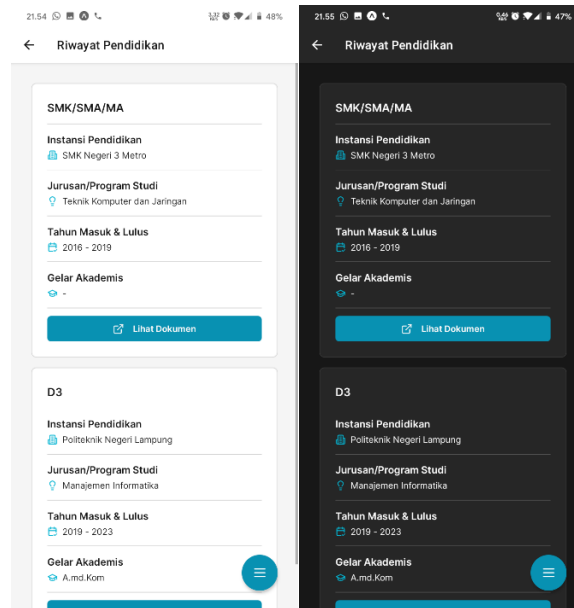 21.54
48%
Riwayat Pendidikan
SMK/SMA/MA
Instansi Pendidikan
SMK Negeri 3 Metro
Jurusan/Program Studi
Teknik Komputer dan Jaringan
Tahun Masuk & Lulus
2016 - 2019
Gelar Akademis
-
Lihat Dokumen
D3
Instansi Pendidikan
Politeknik Negeri Lampung
Jurusan/Program Studi
Manajemen Informatika
Tahun Masuk & Lulus
2019 - 2023
Gelar Akademis
A.md.Kom
21.55
47%
Riwayat Pendidikan
SMK/SMA/MA
Instansi Pendidikan
SMK Negeri 3 Metro
Jurusan/Program Studi
Teknik Komputer dan Jaringan
Tahun Masuk & Lulus
2016 - 2019
Gelar Akademis
-
Lihat Dokumen
D3
Instansi Pendidikan
Politeknik Negeri Lampung
Jurusan/Program Studi
Manajemen Informatika
Tahun Masuk & Lulus
2019 - 2023
Gelar Akademis
A.md.Kom